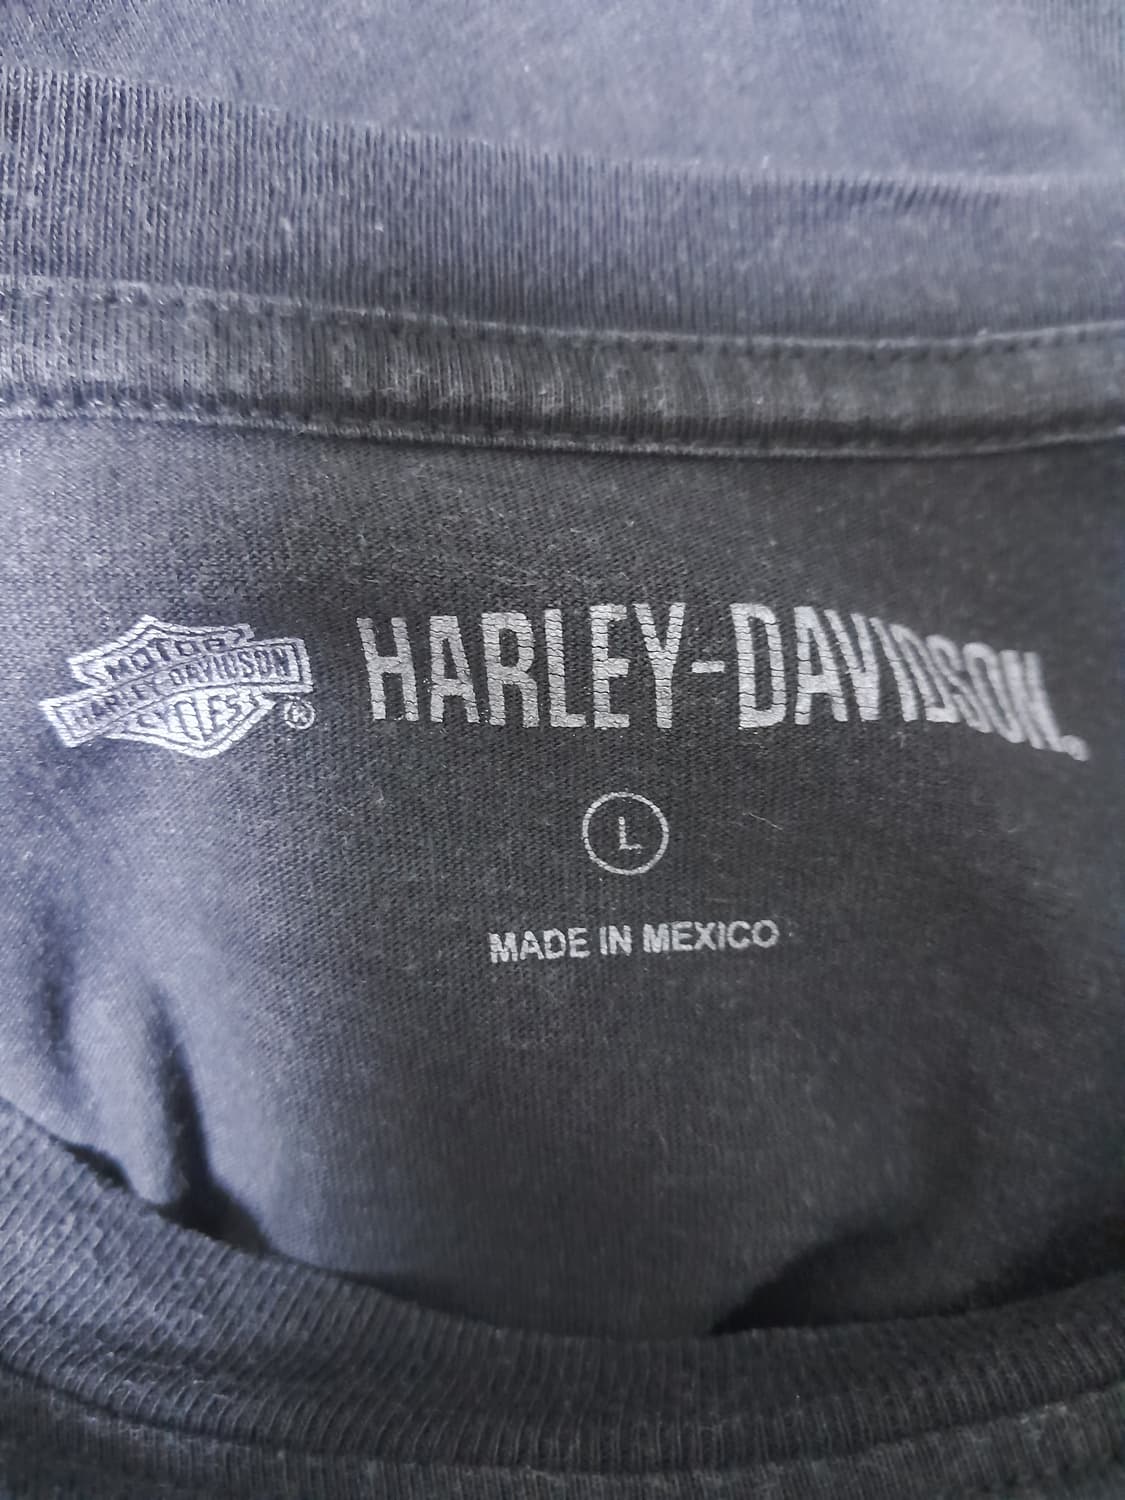 MOTOR
HARLEY-DAVIDSON
CYCLES
®
HARLEY-DAVIDSON®
L
MADE IN MEXICO